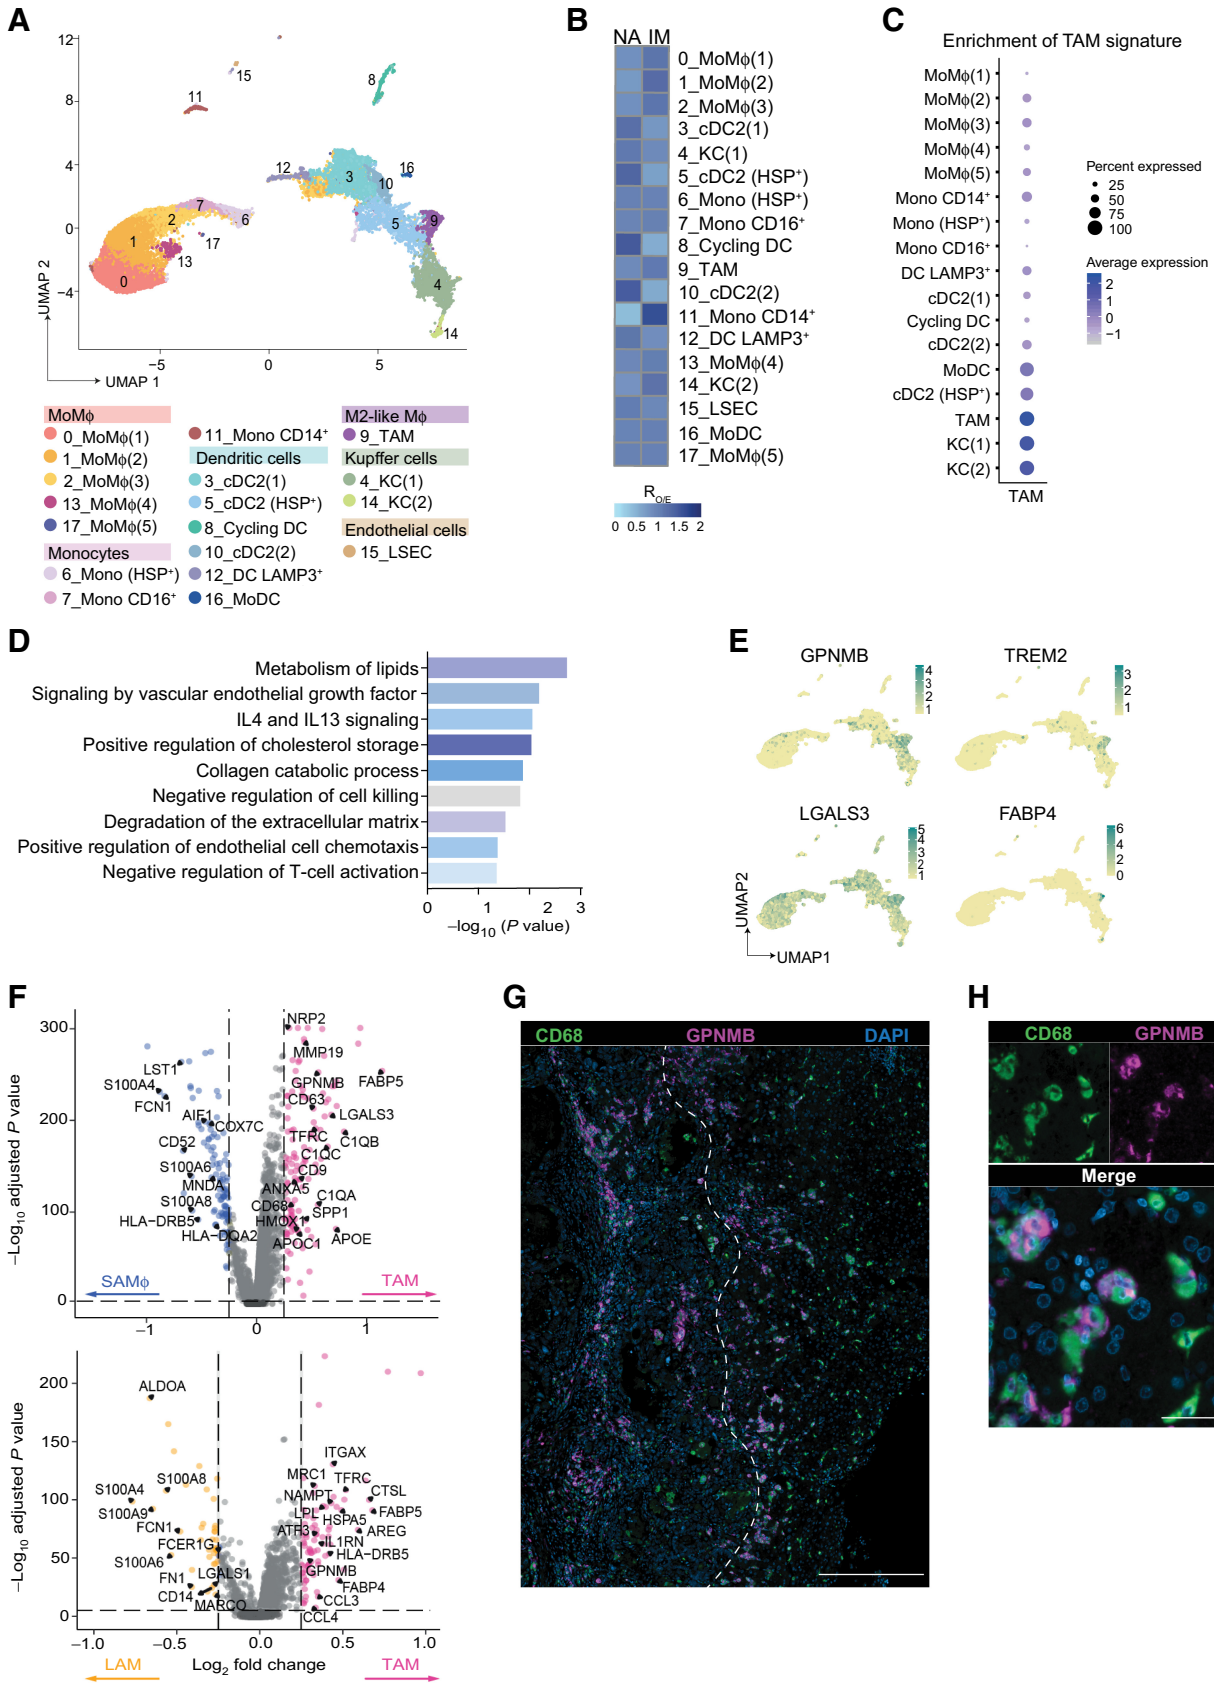 A
12
8
4
0
−4
−5
0
5
UMAP 2
UMAP 1
15
11
8
12
3
10
16
7
2
6
5
9
1
17
13
0
4
14
MoMϕ
0_MoMϕ(1)
1_MoMϕ(2)
2_MoMϕ(3)
13_MoMϕ(4)
17_MoMϕ(5)
Monocytes
6_Mono (HSP⁺)
7_Mono CD16⁺
11_Mono CD14⁺
Dendritic cells
3_cDC2(1)
5_cDC2 (HSP⁺)
8_Cycling DC
10_cDC2(2)
12_DC LAMP3⁺
16_MoDC
M2-like Mϕ
9_TAM
Kupffer cells
4_KC(1)
14_KC(2)
Endothelial cells
15_LSEC
B
NA IM
0_MoMϕ(1)
1_MoMϕ(2)
2_MoMϕ(3)
3_cDC2(1)
4_KC(1)
5_cDC2 (HSP⁺)
6_Mono (HSP⁺)
7_Mono CD16⁺
8_Cycling DC
9_TAM
10_cDC2(2)
11_Mono CD14⁺
12_DC LAMP3⁺
13_MoMϕ(4)
14_KC(2)
15_LSEC
16_MoDC
17_MoMϕ(5)
R O/E
0 0.5 1 1.5 2
C
Enrichment of TAM signature
MoMϕ(1)
MoMϕ(2)
MoMϕ(3)
MoMϕ(4)
MoMϕ(5)
Mono CD14⁺
Mono (HSP⁺)
Mono CD16⁺
DC LAMP3⁺
cDC2(1)
Cycling DC
cDC2(2)
MoDC
cDC2 (HSP⁺)
TAM
KC(1)
KC(2)
TAM
Percent expressed
25
50
75
100
Average expression
2
1
0
−1
D
Metabolism of lipids
Signaling by vascular endothelial growth factor
IL4 and IL13 signaling
Positive regulation of cholesterol storage
Collagen catabolic process
Negative regulation of cell killing
Degradation of the extracellular matrix
Positive regulation of endothelial cell chemotaxis
Negative regulation of T-cell activation
0 1 2 3
−log₁₀ (P value)
E
GPNMB
4
3
2
1
TREM2
3
2
1
LGALS3
5
4
3
2
1
FABP4
6
4
2
0
UMAP2
UMAP1
F
300
200
100
0
−Log₁₀ adjusted P value
NRP2
MMP19
LST1
GPNMB
FABP5
S100A4
CD63
FCN1
LGALS3
AIF1
COX7C
TFRC
C1QB
CD52
C1QC
S100A6
CD9
MNDA
ANXA5
S100A8
CD68
C1QA
HLA−DRB5
HMOX1
SPP1
HLA−DQA2
APOC1
APOE
SAMϕ
TAM
−1 0 1
200
150
100
50
0
−Log₁₀ adjusted P value
ALDOA
ITGAX
S100A8
MRC1
TFRC
S100A4
NAMPT
CTSL
S100A9
LPL
HSPA5
FABP5
FCN1
ATF3
AREG
FCER1G
IL1RN
S100A6
HLA−DRB5
FN1
LGALS1
GPNMB
CD14
FABP4
MARCO
CCL3
CCL4
−1.0 −0.5 0.0 0.5 1.0
LAM
Log₂ fold change
TAM
G
CD68 GPNMB DAPI
H
CD68 GPNMB
Merge